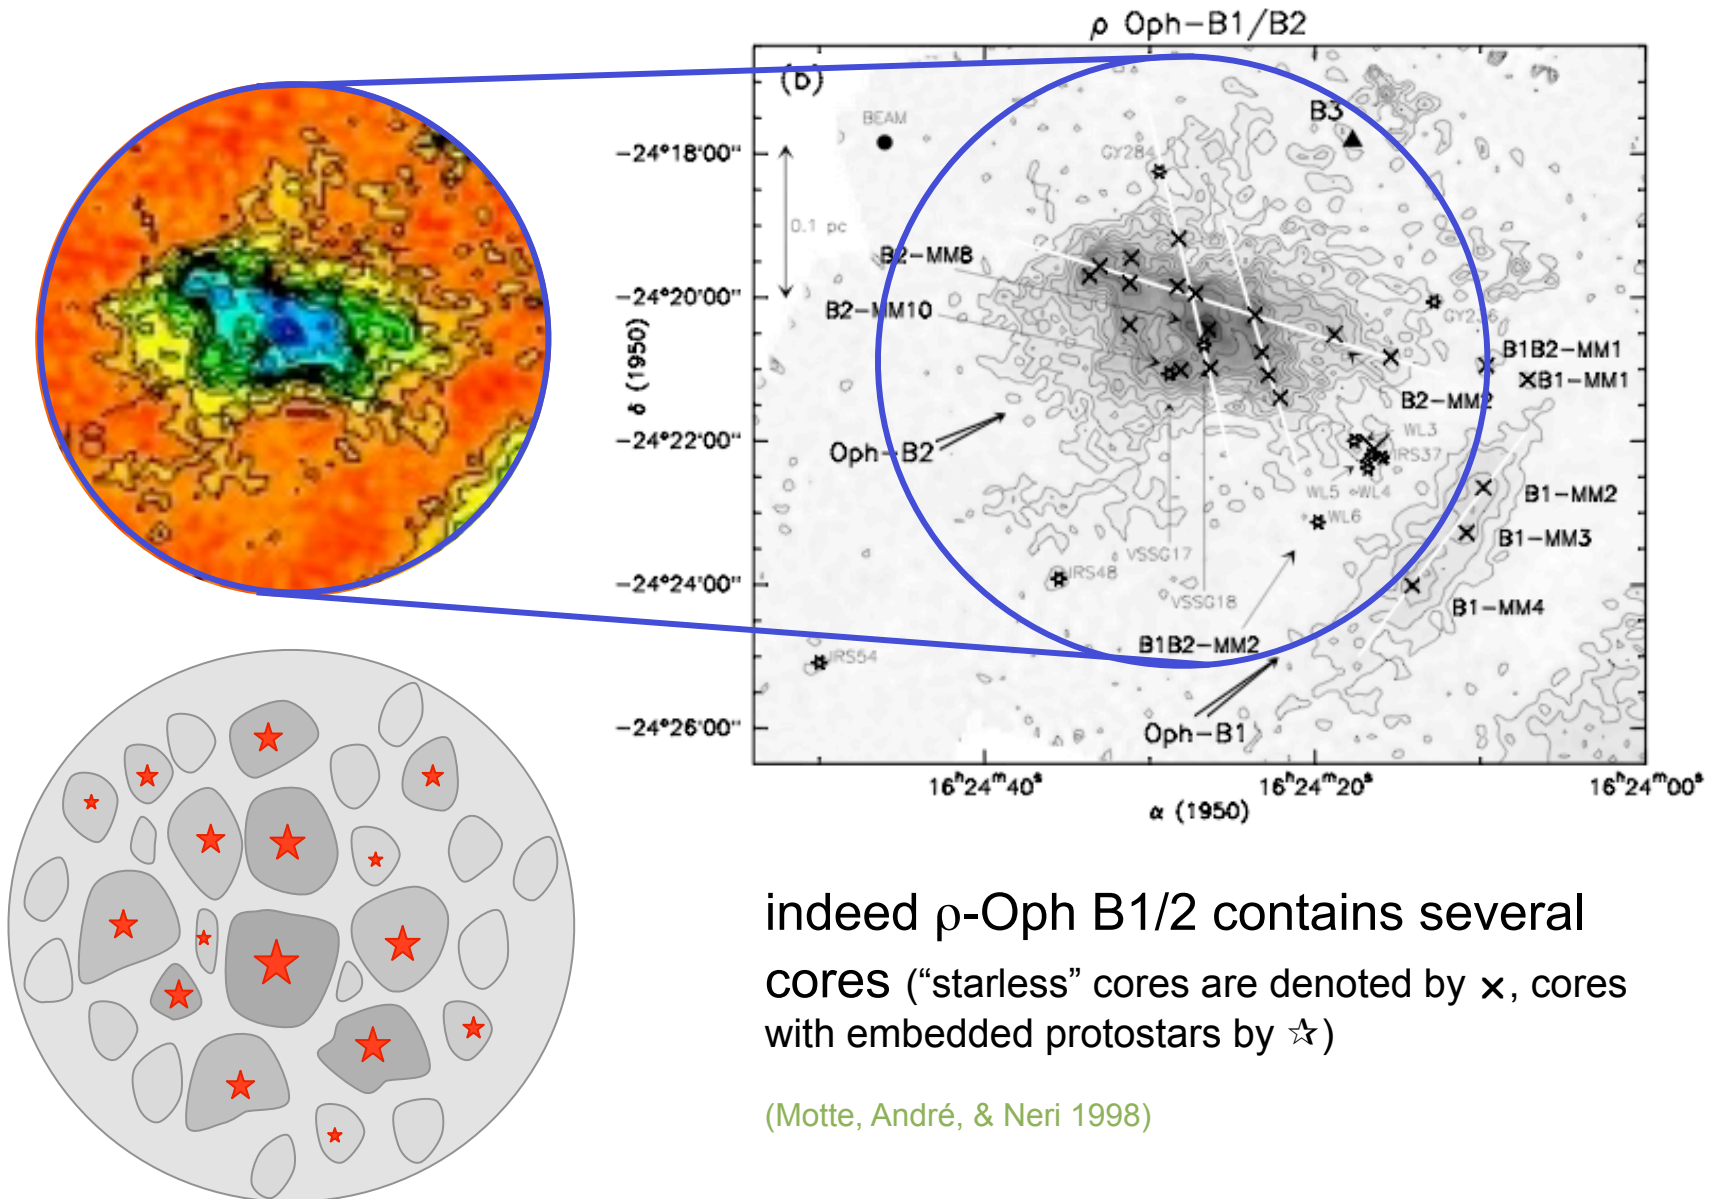 ρ Oph-B1/B2
(b)
BEAM
B3
GY284
-24°18'00"
0.1 pc
B2-MM8
-24°20'00"
B2-MM10
GY236
B1B2-MM1
B1-MM1
δ (1950)
B2-MM2
-24°22'00"
WL3
Oph-B2
IRS37
WL5
WL4
B1-MM2
WL6
B1-MM3
VSSG17
IRS48
-24°24'00"
VSSG18
B1-MM4
B1B2-MM2
IRS54
-24°26'00"
Oph-B1
16ʰ24ᵐ40ˢ
16ʰ24ᵐ20ˢ
16ʰ24ᵐ00ˢ
α (1950)
indeed ρ-Oph B1/2 contains several
cores (“starless” cores are denoted by ×, cores
with embedded protostars by ☆)
(Motte, André, & Neri 1998)